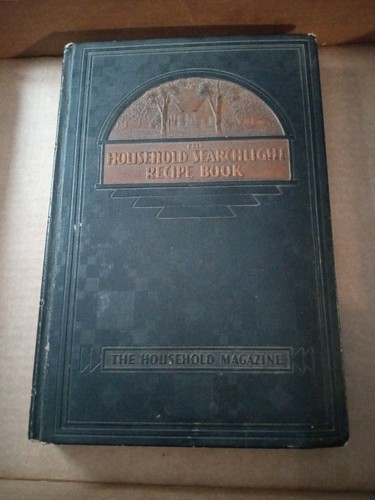 THE
HOUSEHOLD SEARCHLIGHT
RECIPE BOOK
THE HOUSEHOLD MAGAZINE